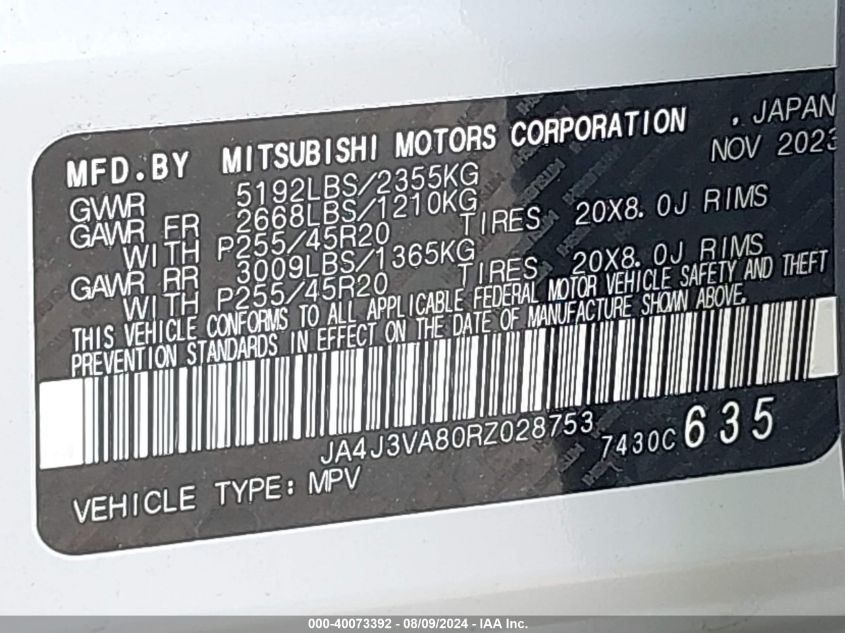 MFD.BY MITSUBISHI MOTORS CORPORATION . JAPAN
NOV 2023
GVWR 5192LBS/2355KG
GAWR FR 2668LBS/1210KG
WITH P255/45R20 TIRES 20X8.0J RIMS
GAWR RR 3009LBS/1365KG
WITH P255/45R20 TIRES 20X8.0J RIMS
THIS VEHICLE CONFORMS TO ALL APPLICABLE FEDERAL MOTOR VEHICLE SAFETY AND THEFT
PREVENTION STANDARDS IN EFFECT ON THE DATE OF MANUFACTURE SHOWN ABOVE.
JA4J3VA80RZ028753
7430C 635
VEHICLE TYPE: MPV
000-40073392 - 08/09/2024 - IAA Inc.